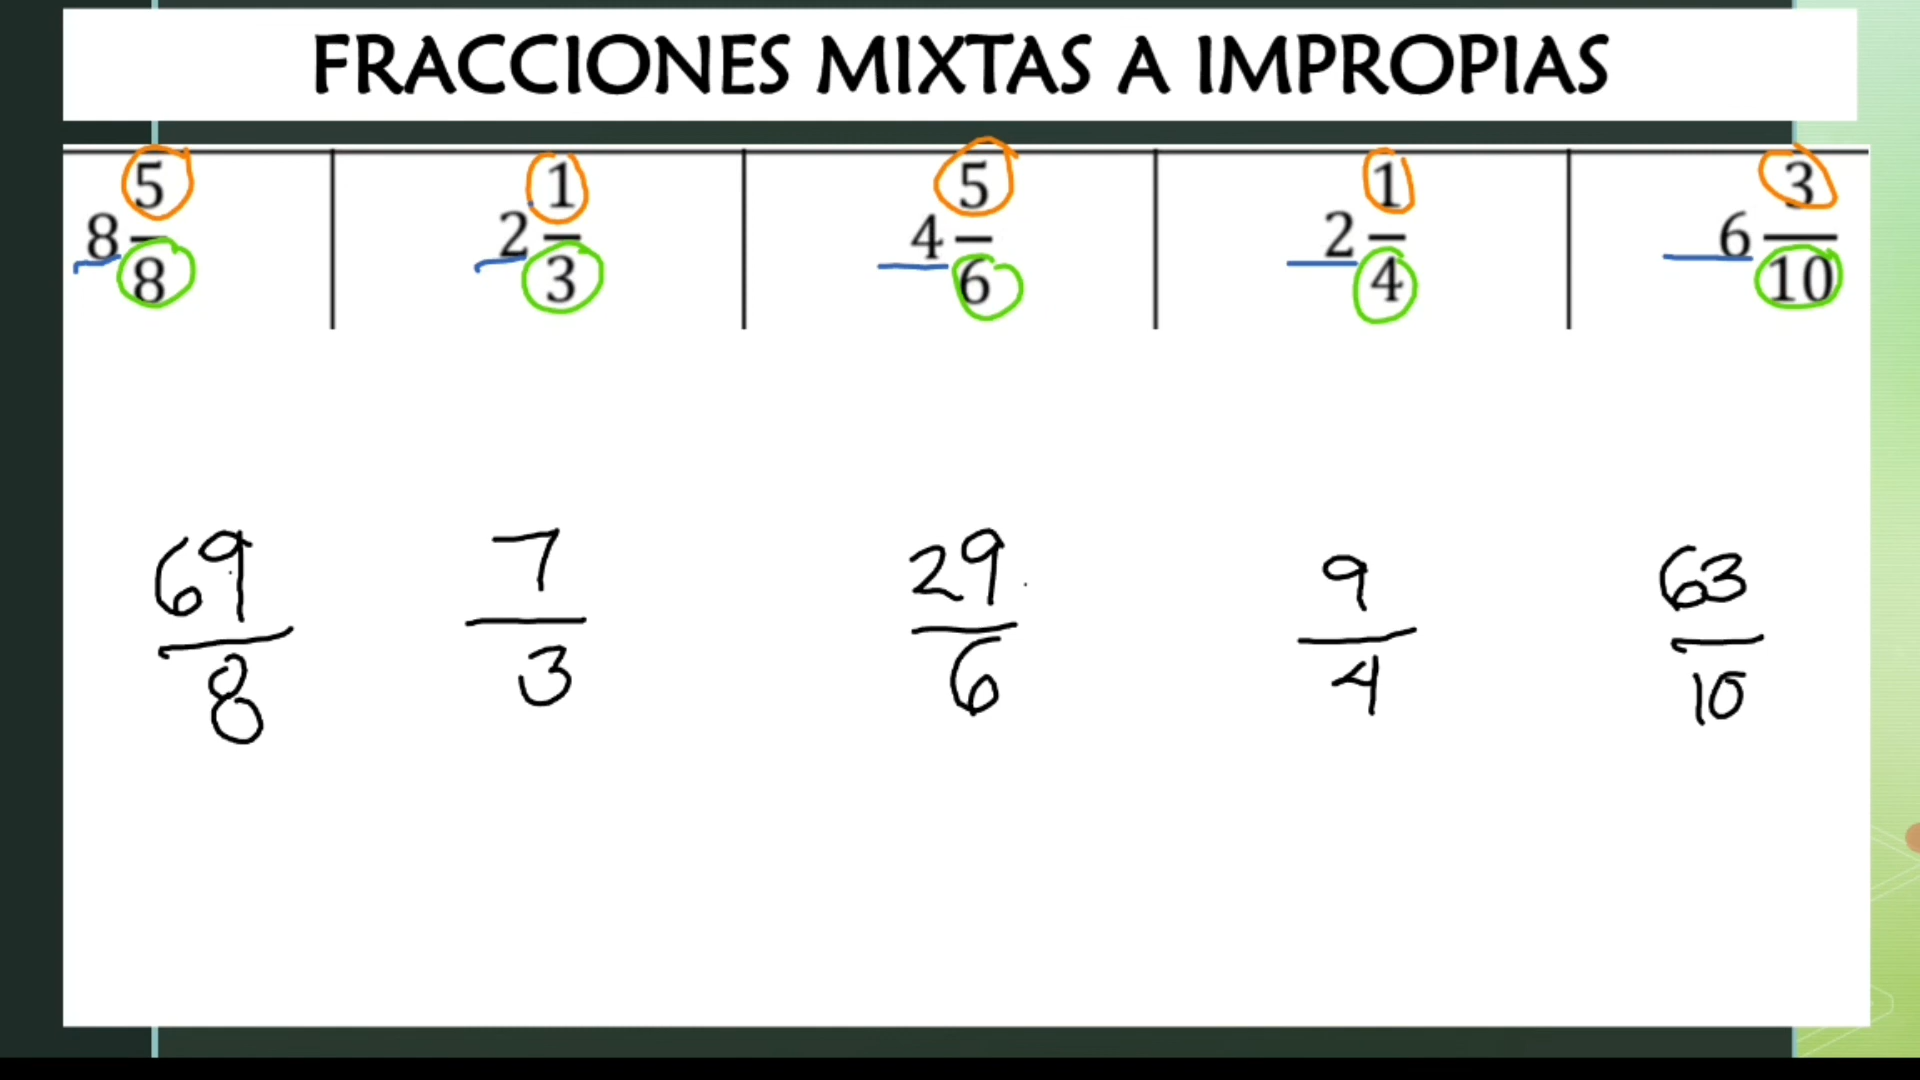 FRACCIONES MIXTAS A IMPROPIAS
8 5/8 2 1/3 4 5/6 2 1/4 6 3/10
69/8 7/3 29/6 9/4 63/10